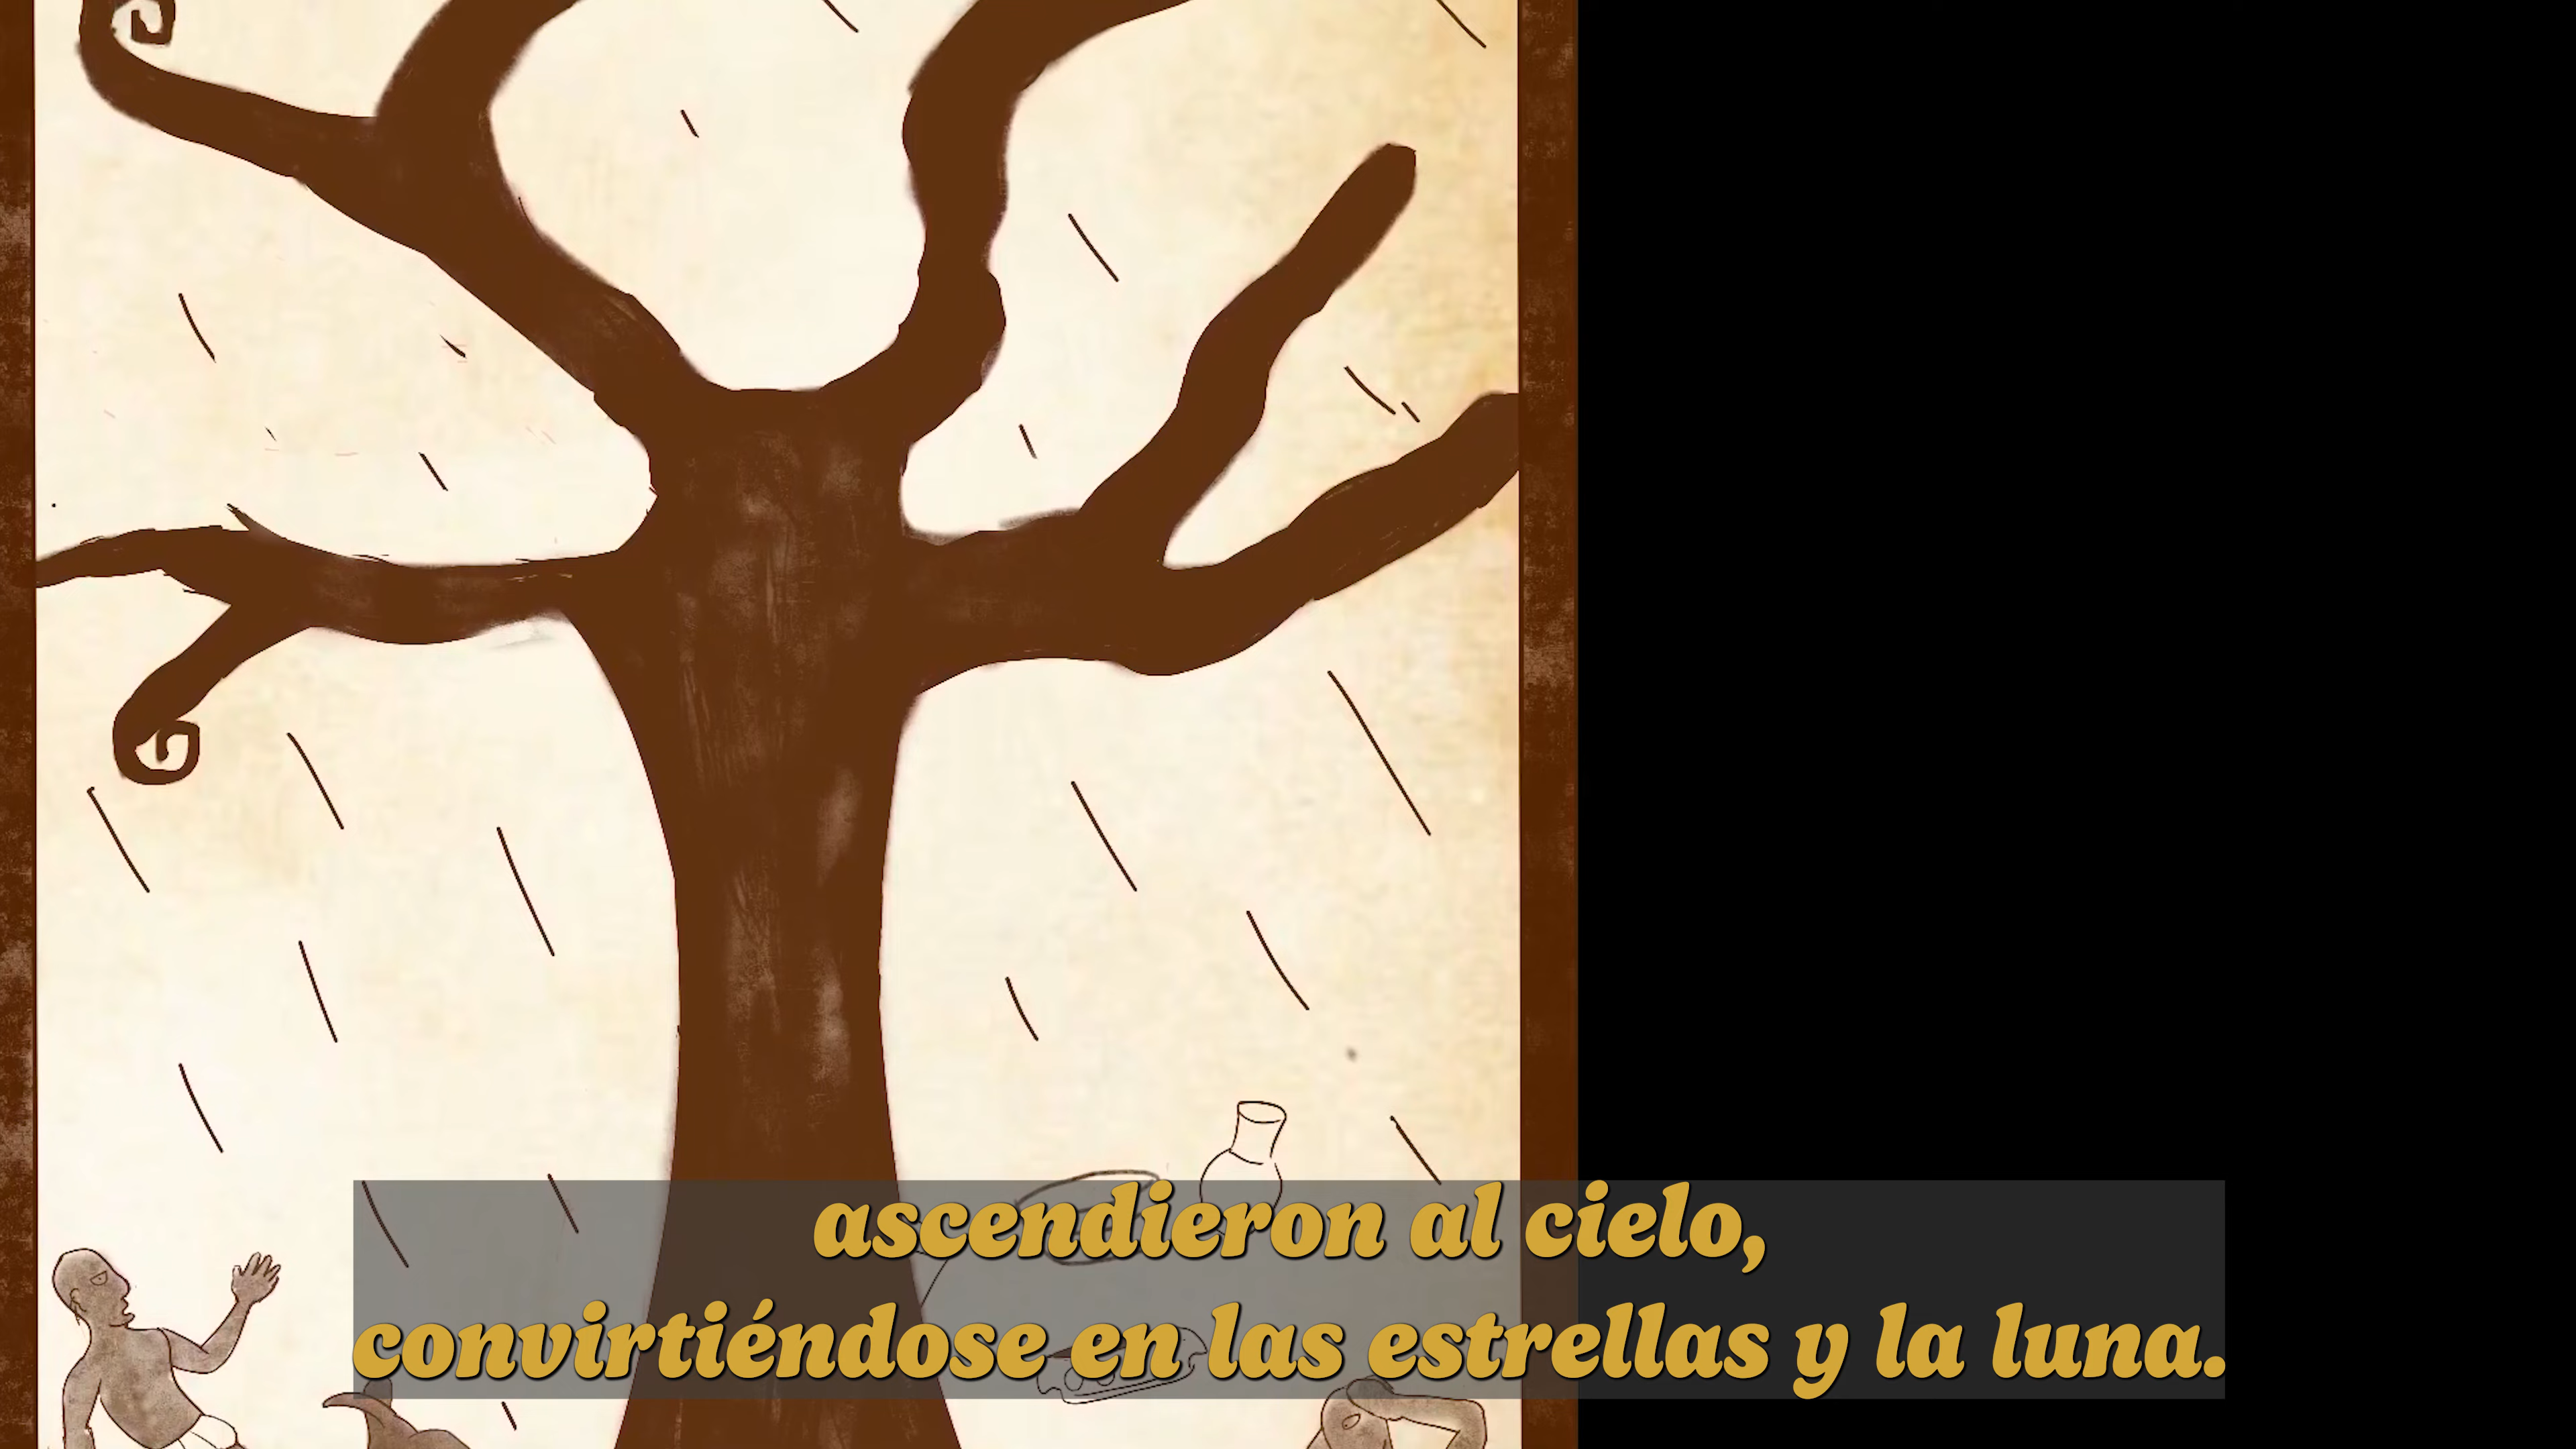 ascendieron al cielo,
convirtiéndose en las estrellas y la luna.